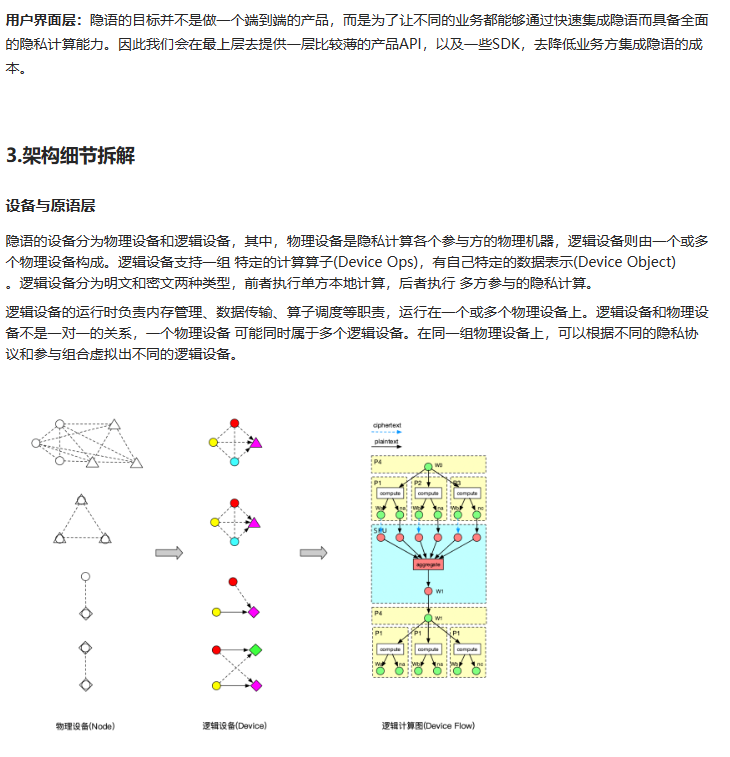 用户界面层：隐语的目标并不是做一个端到端的产品，而是为了让不同的业务都能够通过快速集成隐语而具备全面
的隐私计算能力。因此我们会在最上层去提供一层比较薄的产品API，以及一些SDK，去降低业务方集成隐语的成
本。
3.架构细节拆解
设备与原语层
隐语的设备分为物理设备和逻辑设备，其中，物理设备是隐私计算各个参与方的物理机器，逻辑设备则由一个或多
个物理设备构成。逻辑设备支持一组 特定的计算算子(Device Ops)，有自己特定的数据表示(Device Object)
。逻辑设备分为明文和密文两种类型，前者执行单方本地计算，后者执行 多方参与的隐私计算。
逻辑设备的运行时负责内存管理、数据传输、算子调度等职责，运行在一个或多个物理设备上。逻辑设备和物理设
备不是一对一的关系，一个物理设备 可能同时属于多个逻辑设备。在同一组物理设备上，可以根据不同的隐私协
议和参与组合虚拟出不同的逻辑设备。
ciphertext
plaintext
P4
W0
P1 P2 P3
compute compute compute
Wb ns Wb ns Wb ns
SPU
aggregate
W1
P4
W1
P1 P1 P1
compute compute compute
Wb ns Wb ns Wb ns
物理设备(Node) 逻辑设备(Device) 逻辑计算图(Device Flow)